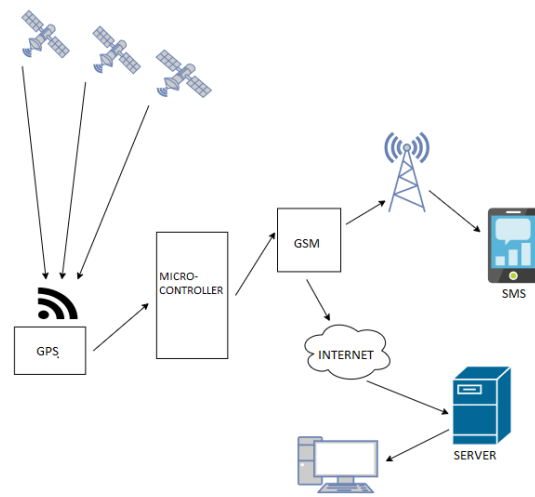 GSM
MICRO-
CONTROLLER
SMS
GPS
INTERNET
SERVER